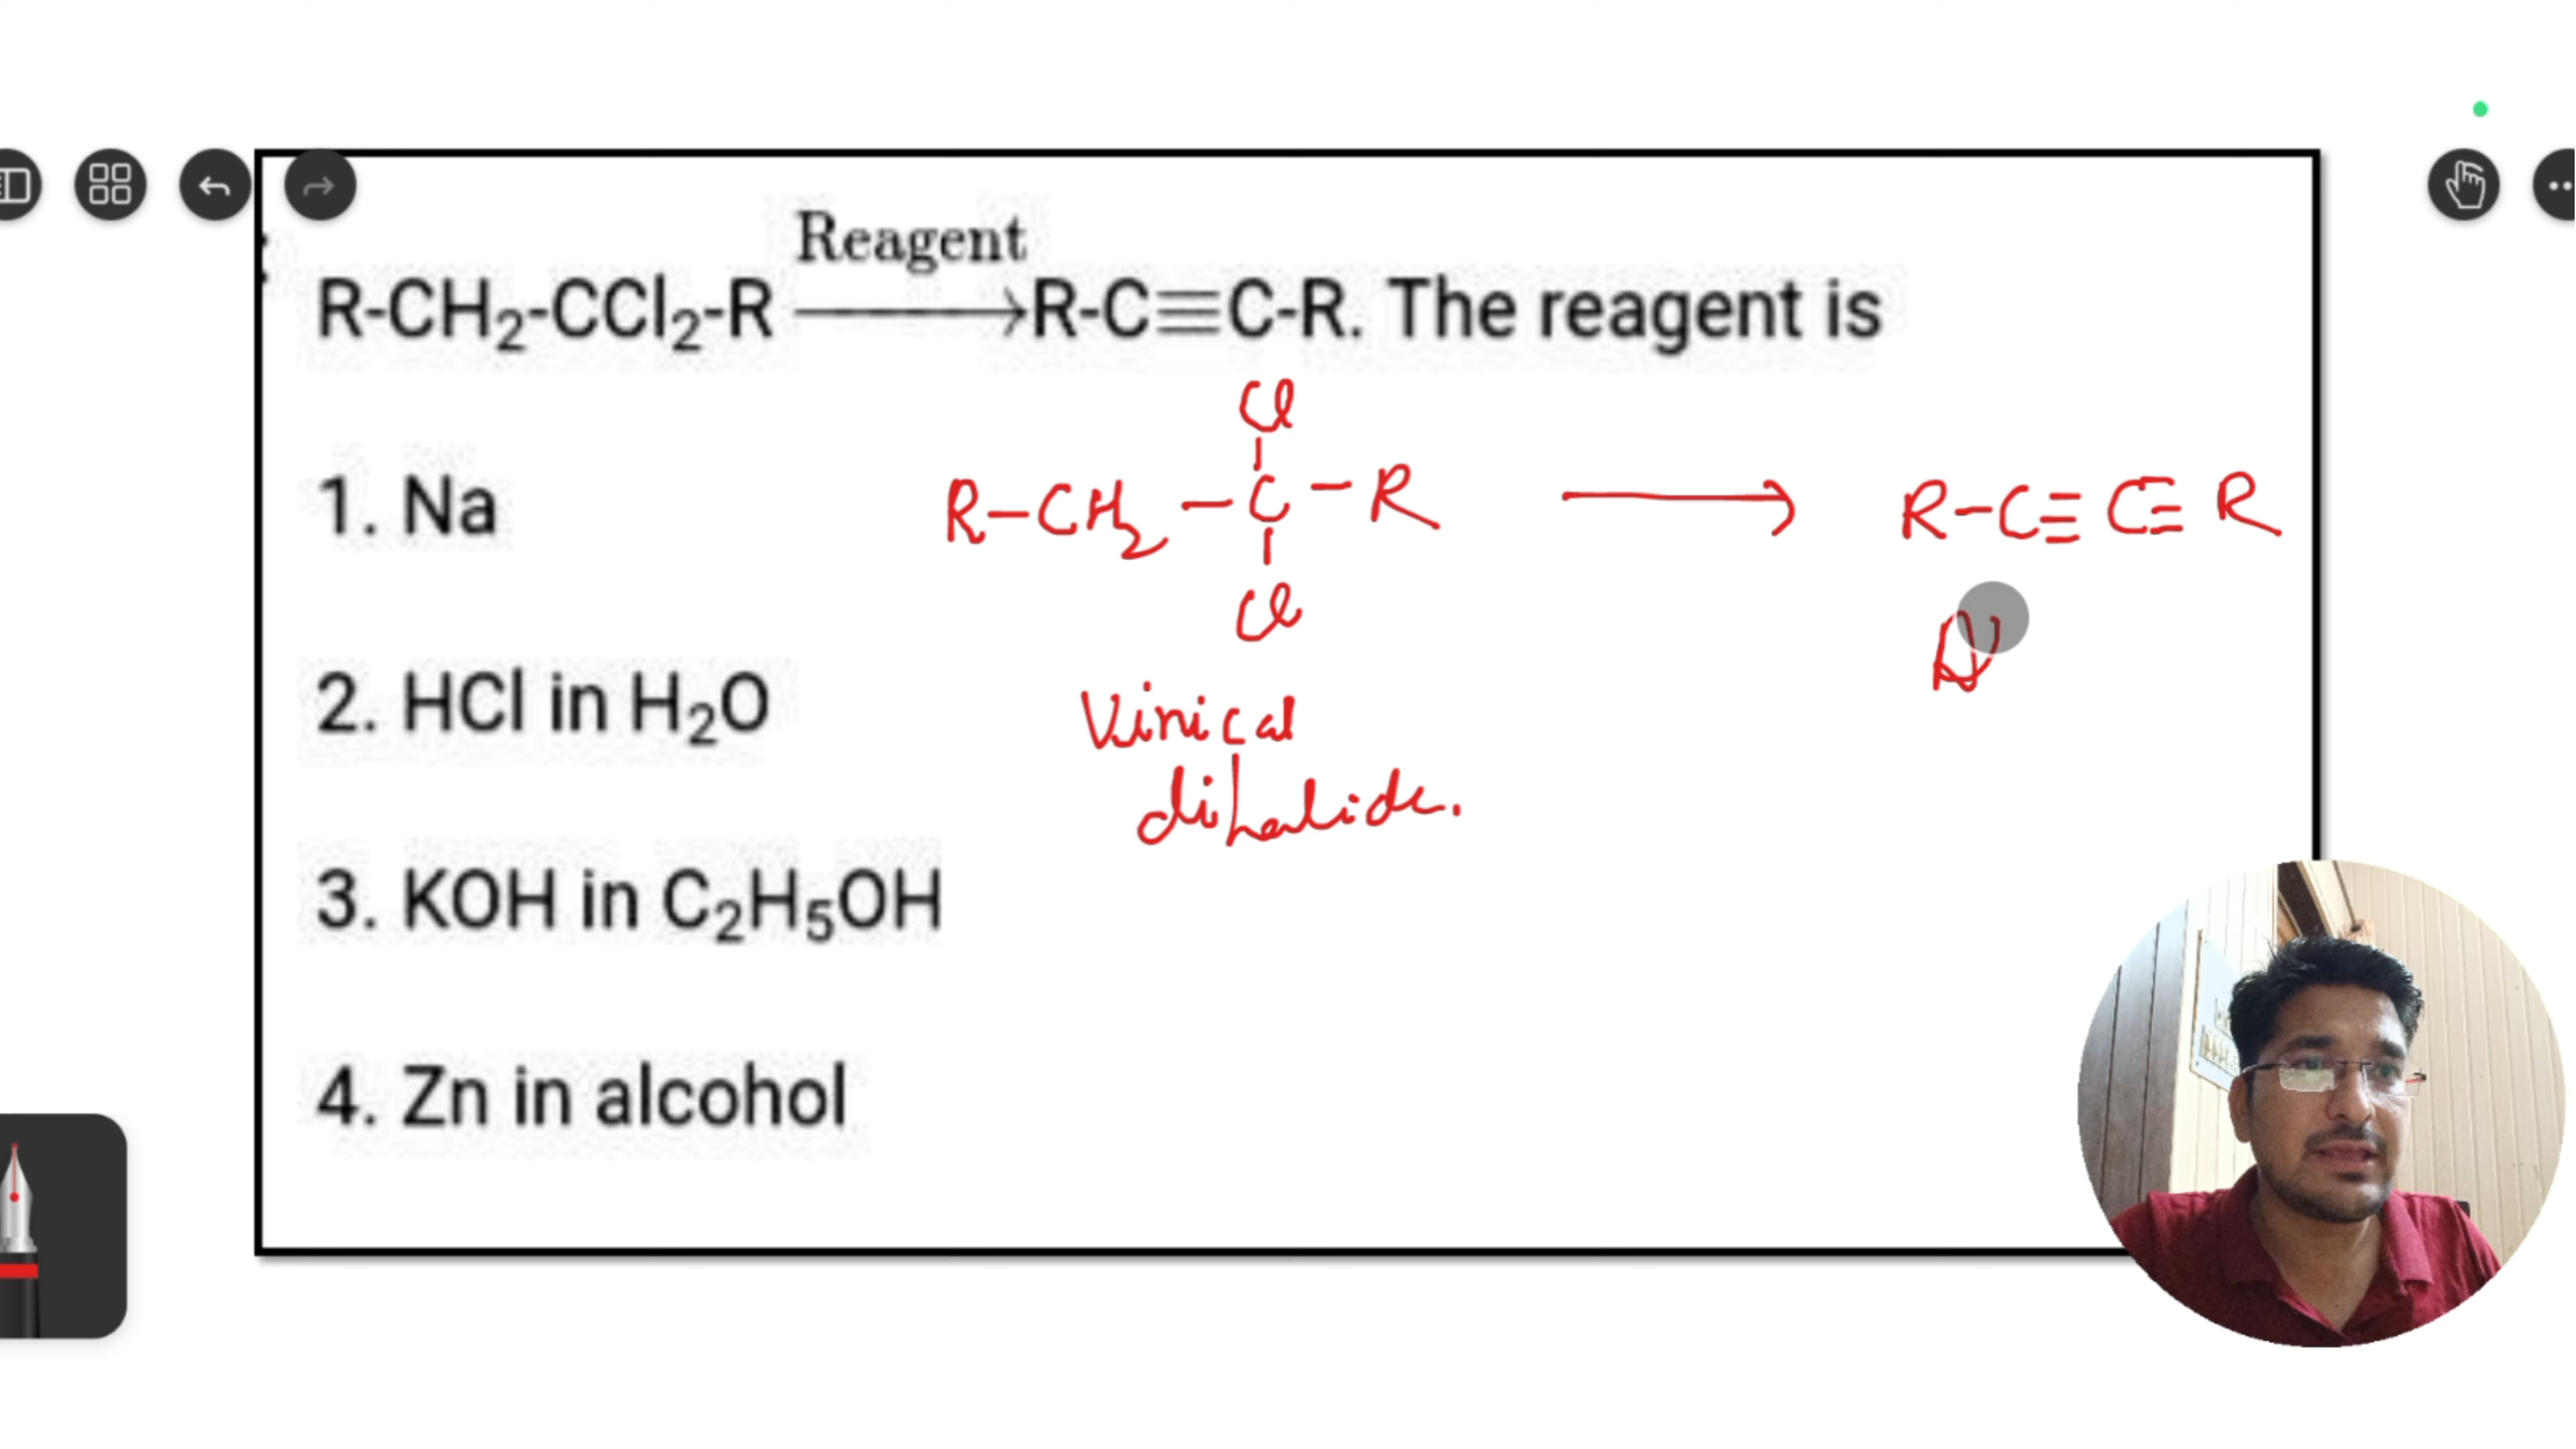 Reagent
R-CH₂-CCl₂-R ⟶ R-C≡C-R. The reagent is
Cl
1. Na
R-CH₂-C-R ⟶ R-C≡C≡R
Cl
2. HCl in H₂O
Vinical
dihalide.
3. KOH in C₂H₅OH
4. Zn in alcohol